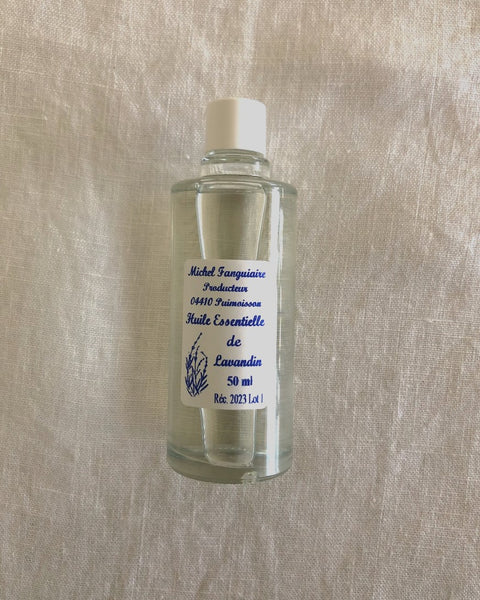 Michel Fanguiaire
Producteur
04410 Puimoisson
Huile Essentielle
de
Lavandin
50 ml
Réc. 2023 Lot 1